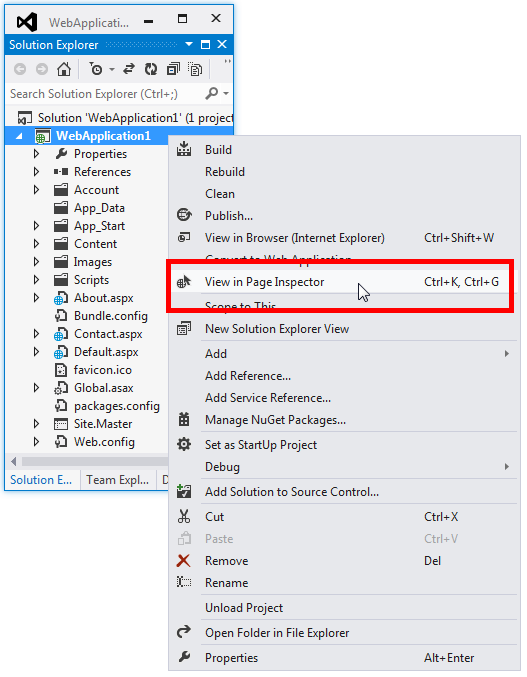 WebApplicati...
Solution Explorer
Search Solution Explorer (Ctrl+;)
Solution 'WebApplication1' (1 project
WebApplication1
Properties
References
Account
App_Data
App_Start
Content
Images
Scripts
About.aspx
Bundle.config
Contact.aspx
Default.aspx
favicon.ico
Global.asax
packages.config
Site.Master
Web.config
Solution E... Team Expl... D
Build
Rebuild
Clean
Publish...
View in Browser (Internet Explorer) Ctrl+Shift+W
Convert to Web Application
View in Page Inspector Ctrl+K, Ctrl+G
Scope to This
New Solution Explorer View
Add
Add Reference...
Add Service Reference...
Manage NuGet Packages...
Set as StartUp Project
Debug
Add Solution to Source Control...
Cut Ctrl+X
Paste Ctrl+V
Remove Del
Rename
Unload Project
Open Folder in File Explorer
Properties Alt+Enter